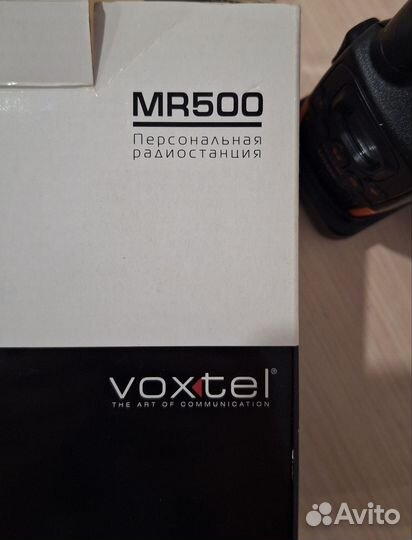 MR500
Персональная
радиостанция
voxtel®
THE ART OF COMMUNICATION
Avito